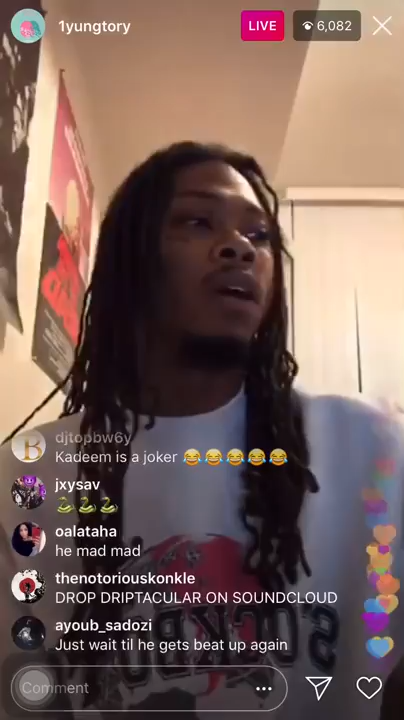 1yungtory
LIVE
6,082
djtopbw6y
Kadeem is a joker 😂😂😂😂😂
jxysav
🐍🐍🐍
oalataha
he mad mad
thenotoriouskonkle
DROP DRIPTACULAR ON SOUNDCLOUD
ayoub_sadozi
Just wait til he gets beat up again
Comment